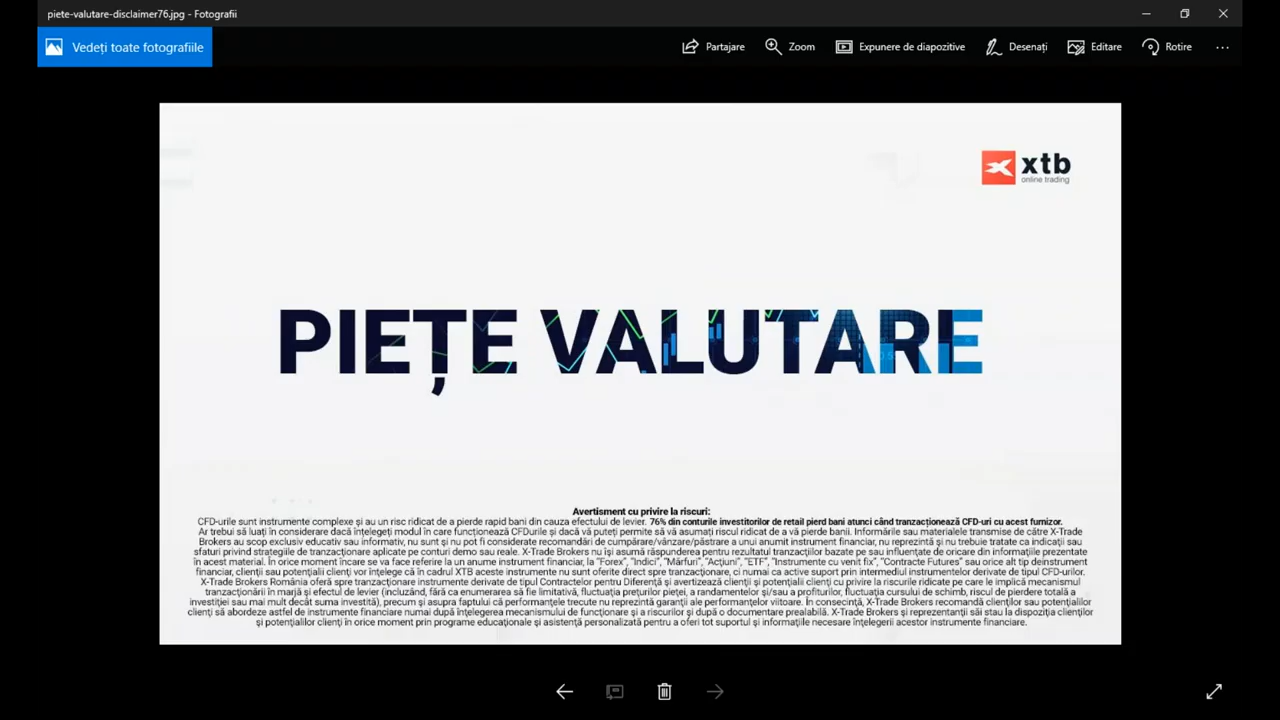 piete-valutare-disclaimer76.jpg - Fotografii
Vedeți toate fotografiile
Partajare
Zoom
Expunere de diapozitive
Desenați
Editare
Rotire
xtb
online trading
PIEȚE VALUTARE
Avertisment cu privire la riscuri:
CFD-urile sunt instrumente complexe și au un risc ridicat de a pierde rapid bani din cauza efectului de levier. 76% din conturile investitorilor de retail pierd bani atunci când tranzacționează CFD-uri cu acest furnizor.
Ar trebui să luați în considerare dacă înțelegeți modul în care funcționează CFDurile și dacă vă puteți permite să vă asumați riscul ridicat de a vă pierde banii. Informările sau materialele transmise de către X-Trade
Brokers au scop exclusiv educativ sau informativ, nu sunt și nu pot fi considerate recomandări de cumpărare/vânzare/păstrare a unui anumit instrument financiar, nu reprezintă și nu trebuie tratate ca indicații sau
sfaturi privind strategiile de tranzacționare aplicate pe conturi demo sau reale. X-Trade Brokers nu își asumă răspunderea pentru rezultatul tranzacțiilor bazate pe sau influențate de oricare din informațiile prezentate
în acest material. În orice moment încare se va face referire la un anume instrument financiar, la "Forex", "Indici", "Mărfuri", "Acțiuni", "ETF", "Instrumente cu venit fix", "Contracte Futures" sau orice alt tip deinstrument
financiar, clienții sau potențialii clienți vor înțelege că în cadrul XTB aceste instrumente nu sunt oferite direct spre tranzacționare, ci numai ca active suport prin intermediul instrumentelor derivate de tipul CFD-urilor.
X-Trade Brokers România oferă spre tranzacționare instrumente derivate de tipul Contractelor pentru Diferență și avertizează clienții și potențialii clienți cu privire la riscurile ridicate pe care le implică mecanismul
tranzacționării în marjă și efectul de levier (incluzând, fără ca enumerarea să fie limitativă, fluctuația prețurilor pieței, a randamentelor și/sau a profiturilor, fluctuația cursului de schimb, riscul de pierdere totală a
investiției sau mai mult decât suma investită), precum și asupra faptului că performanțele trecute nu reprezintă garanții ale performanțelor viitoare. În consecință, X-Trade Brokers recomandă clienților sau potențialilor
clienți să abordeze astfel de instrumente financiare numai după înțelegerea mecanismului de funcționare și a riscurilor și după o documentare prealabilă. X-Trade Brokers și reprezentanții săi stau la dispoziția clienților
și potențialilor clienți în orice moment prin programe educaționale și asistență personalizată pentru a oferi tot suportul și informațiile necesare înțelegerii acestor instrumente financiare.